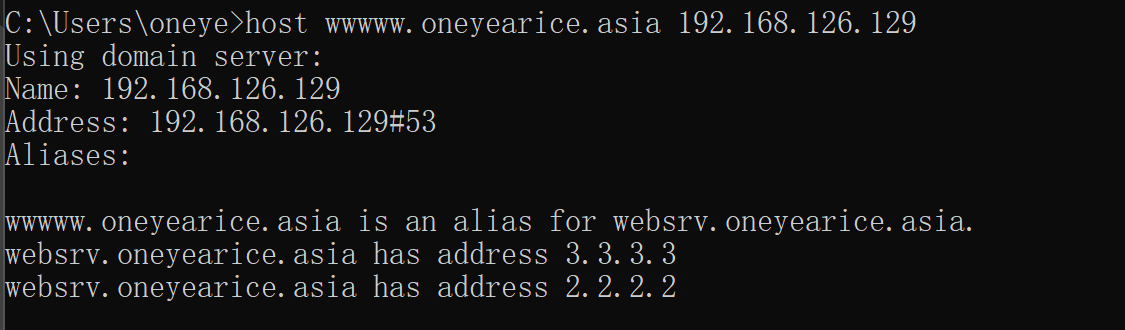 C:\Users\oneye>host wwwww.oneyearice.asia 192.168.126.129
Using domain server:
Name: 192.168.126.129
Address: 192.168.126.129#53
Aliases:

wwwww.oneyearice.asia is an alias for websrv.oneyearice.asia.
websrv.oneyearice.asia has address 3.3.3.3
websrv.oneyearice.asia has address 2.2.2.2